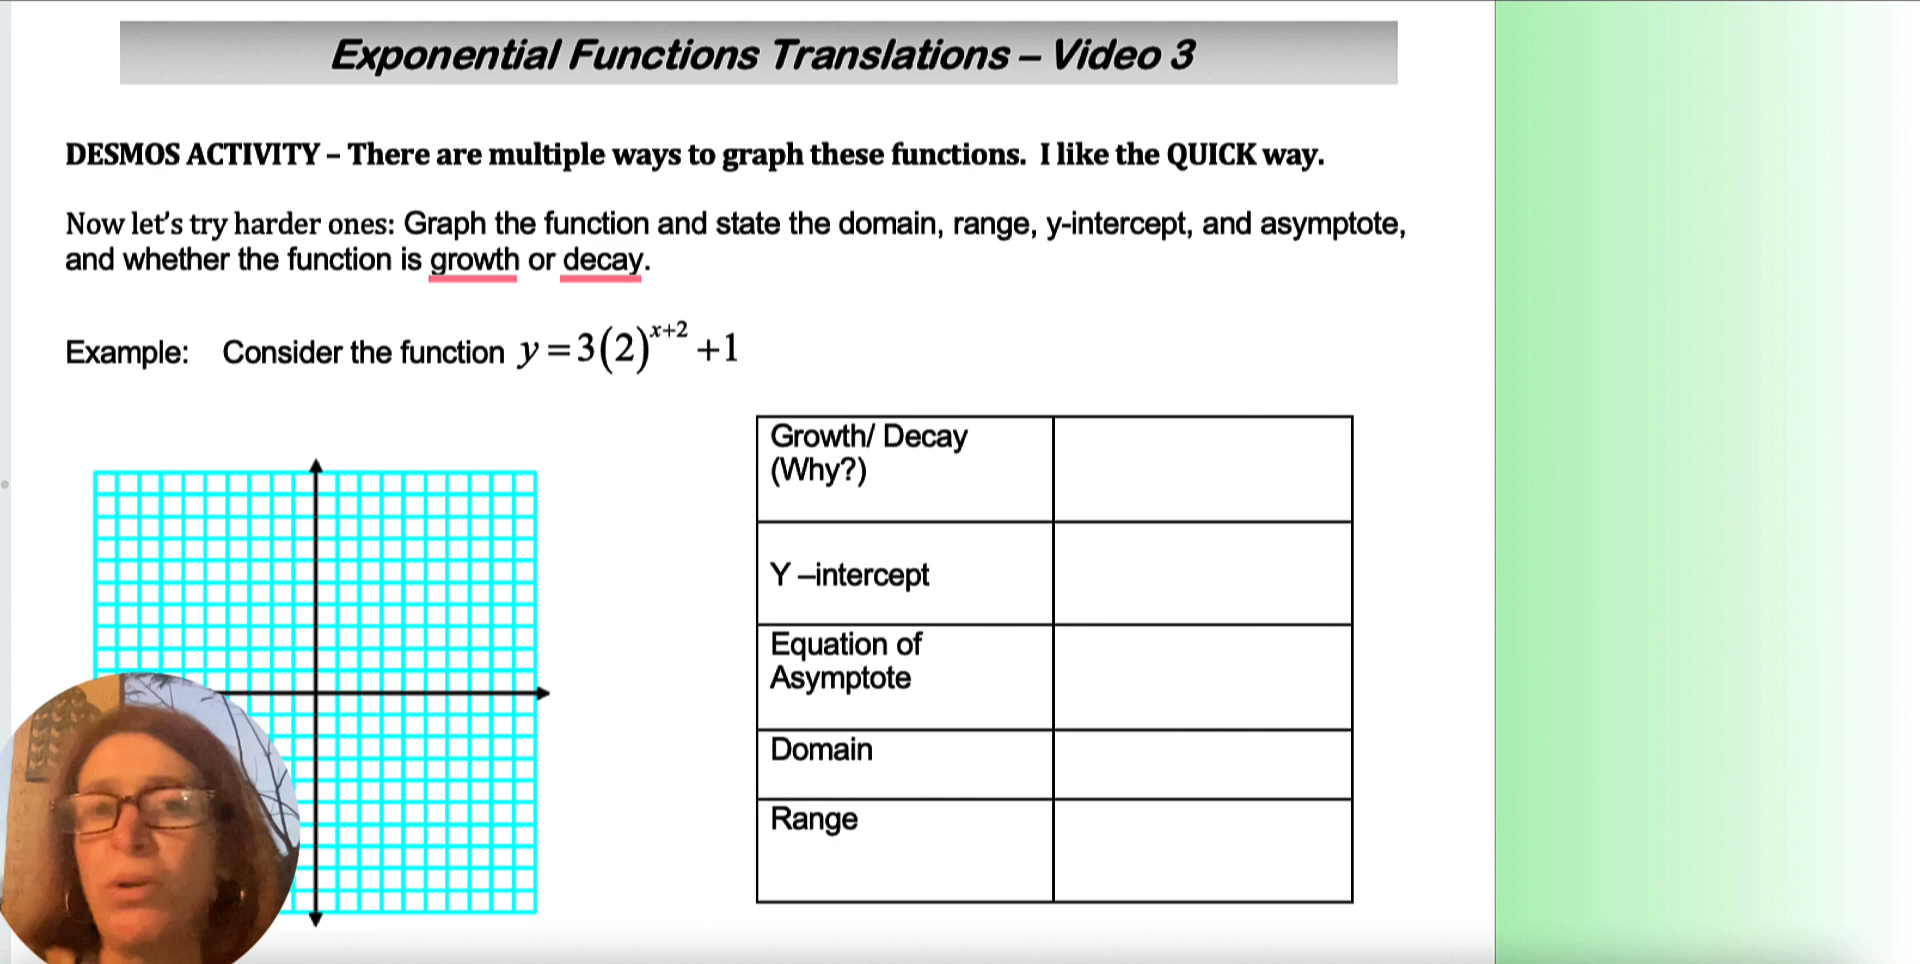 Exponential Functions Translations – Video 3
DESMOS ACTIVITY – There are multiple ways to graph these functions. I like the QUICK way.
Now let's try harder ones: Graph the function and state the domain, range, y-intercept, and asymptote,
and whether the function is growth or decay.
Example: Consider the function y = 3(2)^{x+2} + 1
Growth/ Decay
(Why?)
Y –intercept
Equation of
Asymptote
Domain
Range